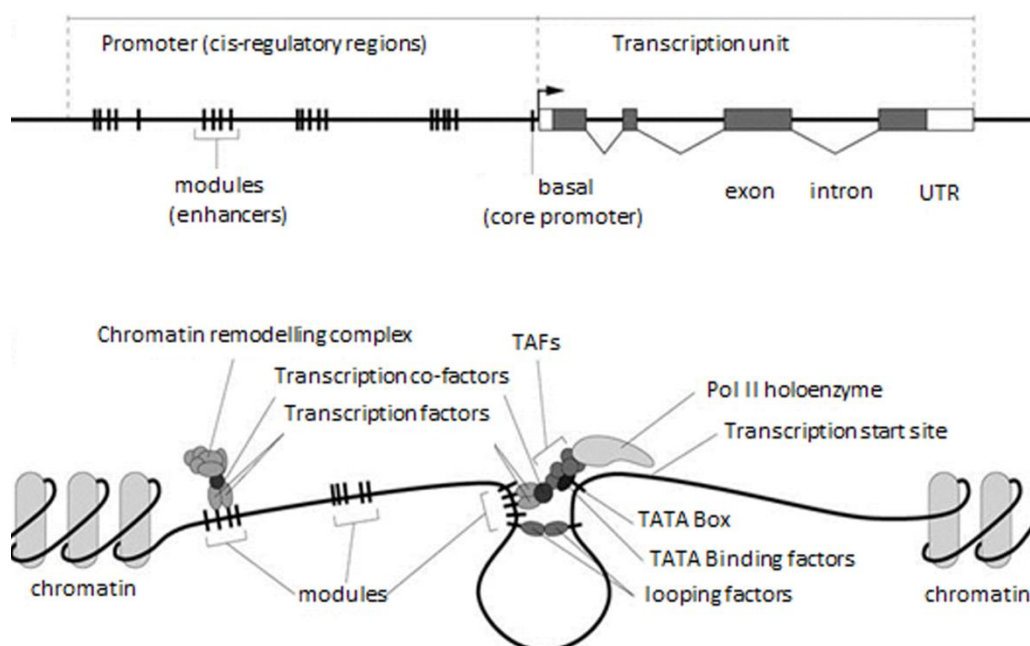 Promoter (cis-regulatory regions)
Transcription unit
modules
(enhancers)
basal
(core promoter)
exon
intron
UTR
Chromatin remodelling complex
TAFs
Transcription co-factors
Pol II holoenzyme
Transcription factors
Transcription start site
TATA Box
TATA Binding factors
chromatin
modules
looping factors
chromatin